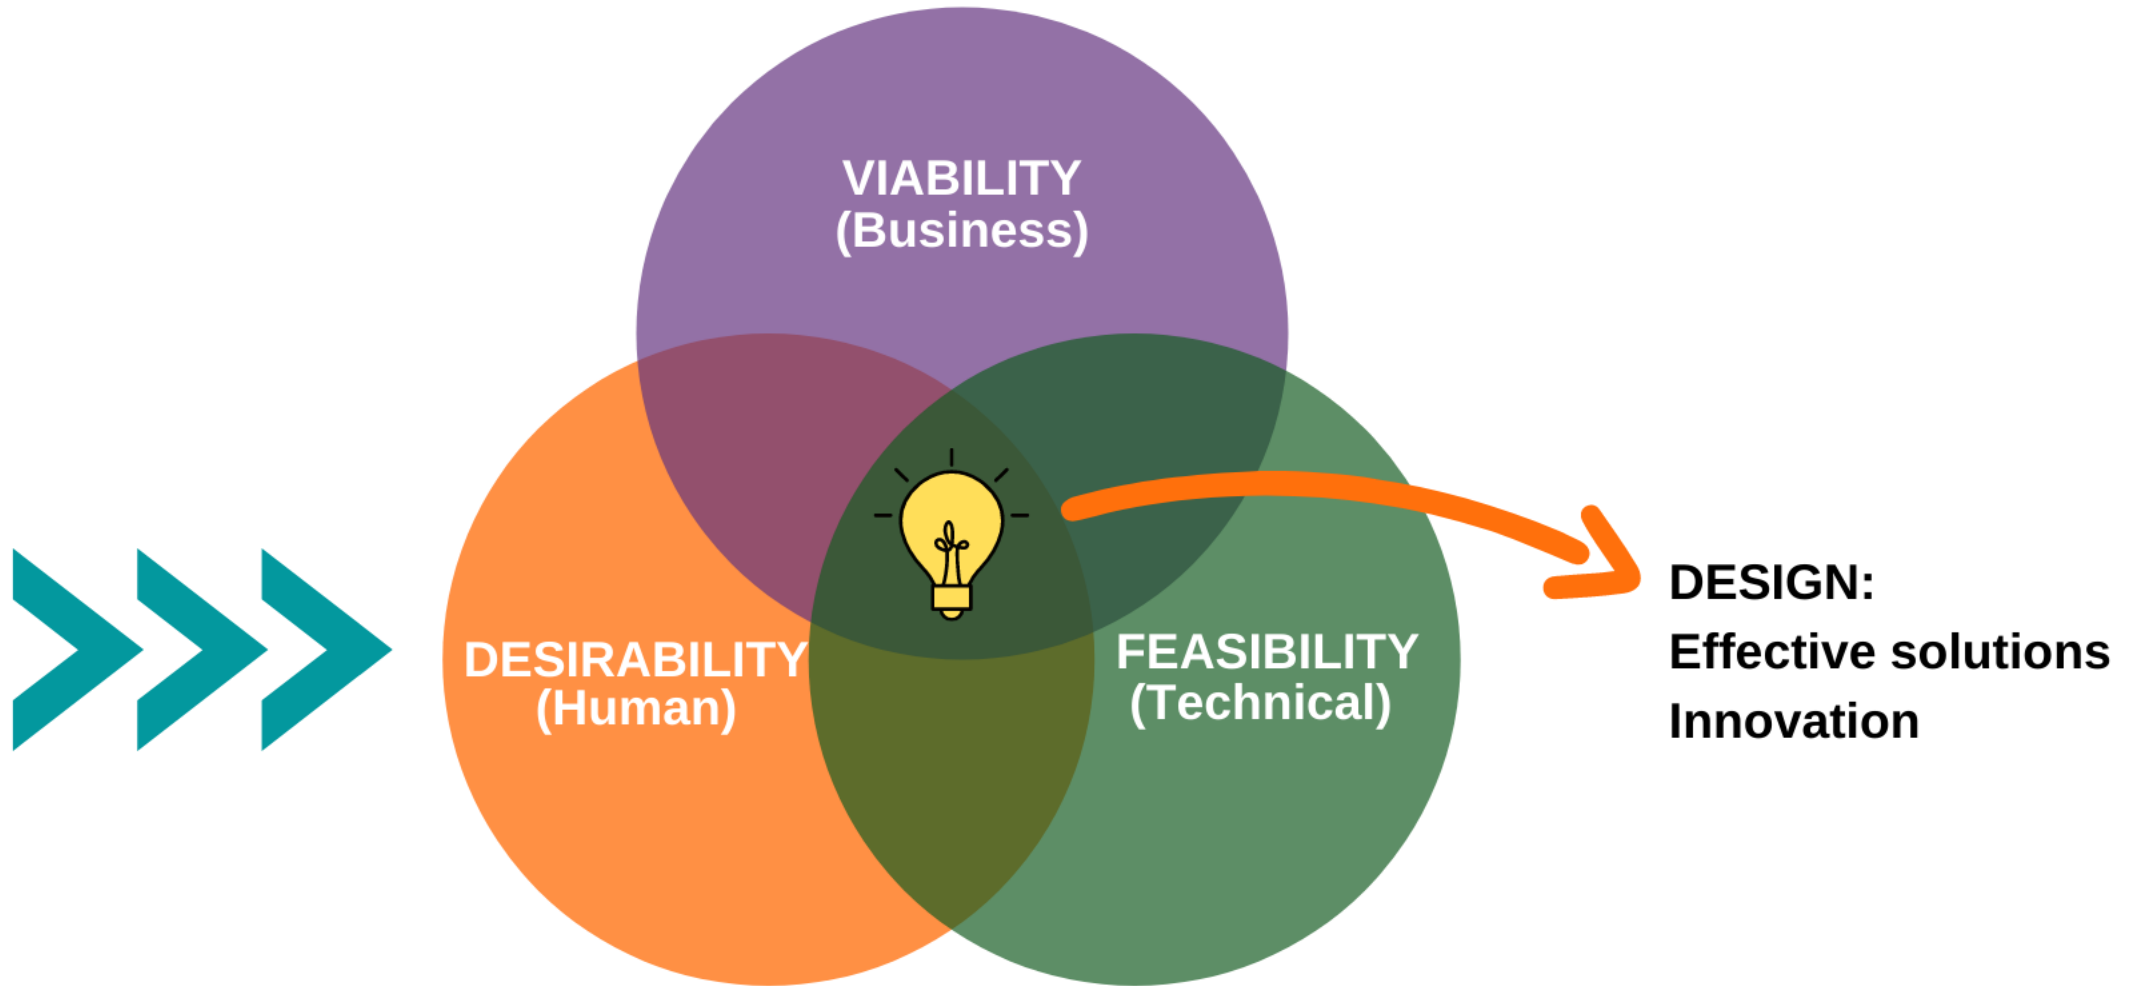 VIABILITY
(Business)
DESIRABILITY
(Human)
FEASIBILITY
(Technical)
DESIGN:
Effective solutions
Innovation